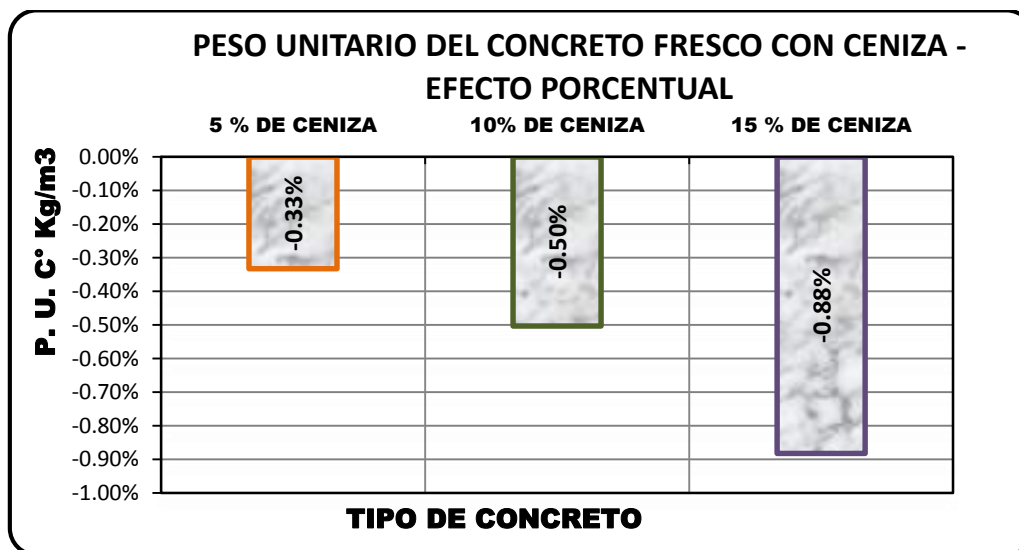 PESO UNITARIO DEL CONCRETO FRESCO CON CENIZA -
EFECTO PORCENTUAL
5 % DE CENIZA
10% DE CENIZA
15 % DE CENIZA
P. U. C° Kg/m3
0.00%
-0.10%
-0.20%
-0.30%
-0.40%
-0.50%
-0.60%
-0.70%
-0.80%
-0.90%
-1.00%
-0.33%
-0.50%
-0.88%
TIPO DE CONCRETO